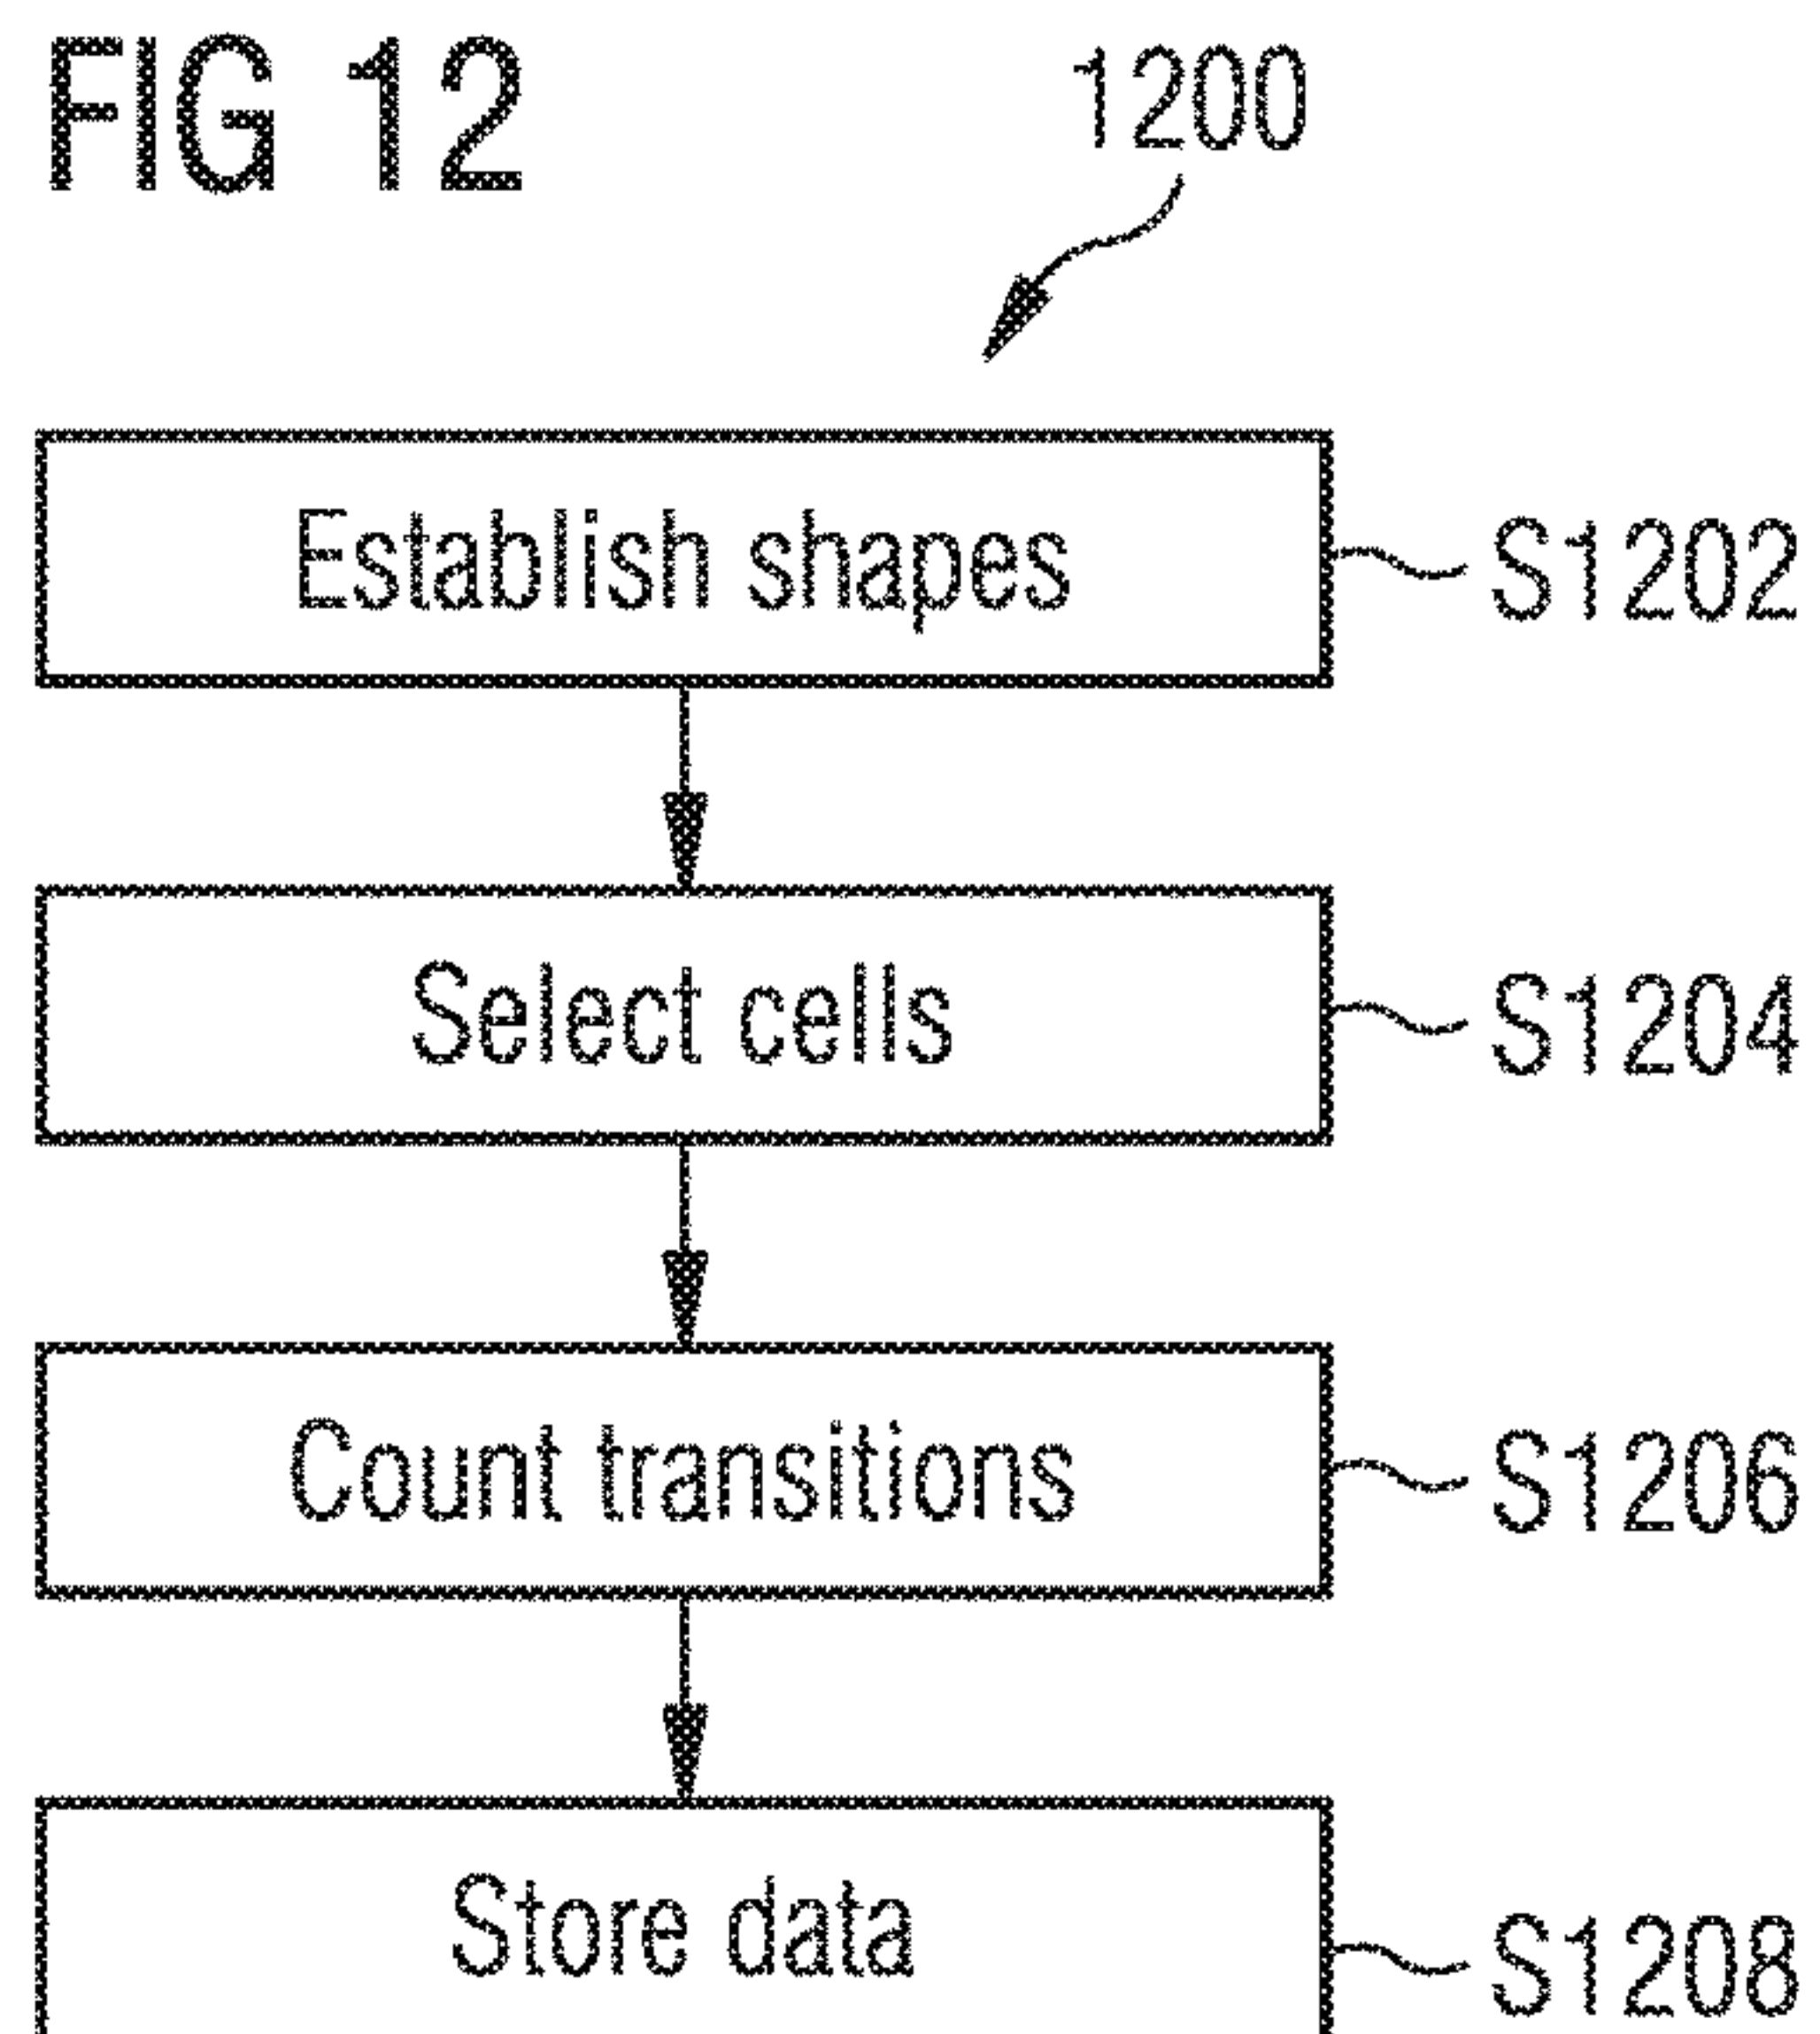 FIG 12
1200
Establish shapes
S1202
Select cells
S1204
Count transitions
S1206
Store data
S1208